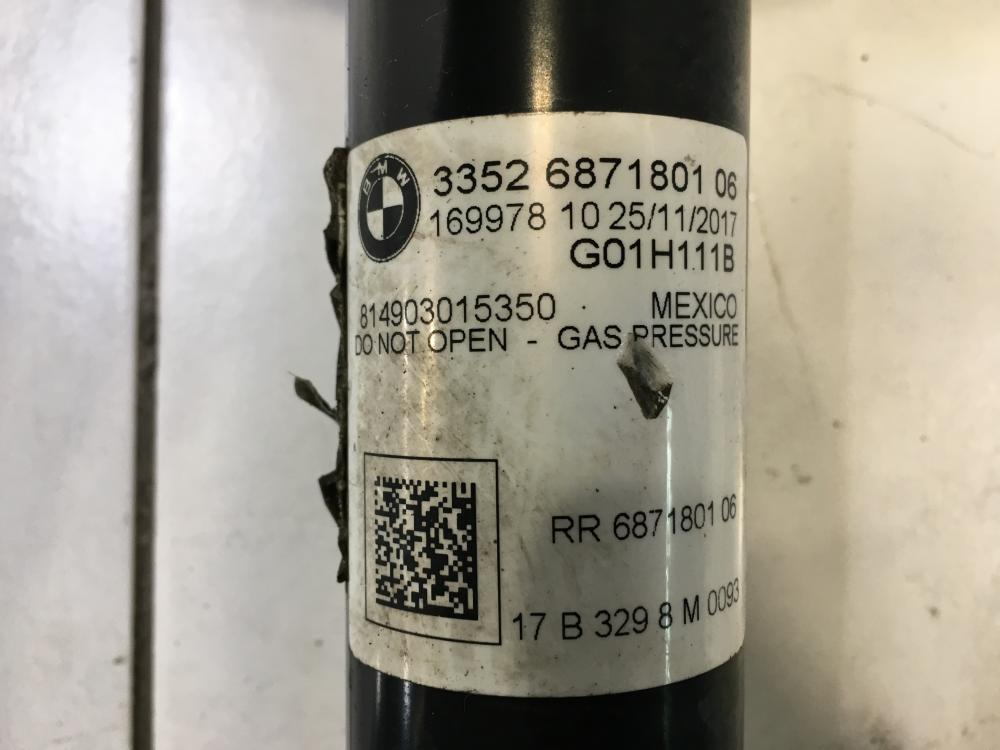 BMW
3352 6871801 06
169978 10 25/11/2017
G01H111B
814903015350 MEXICO
DO NOT OPEN - GAS PRESSURE
RR 6871801 06
17 B 329 8 M 0093